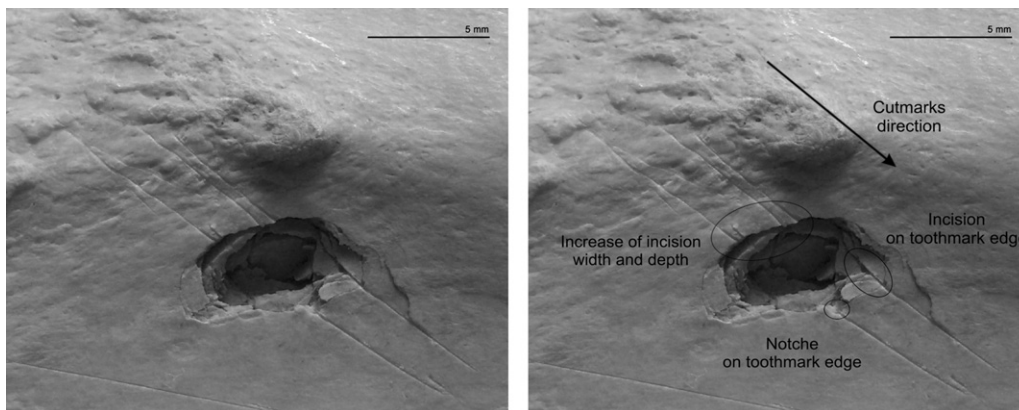 5 mm
5 mm
Cutmarks
direction
Incision
on toothmark edge
Increase of incision
width and depth
Notche
on toothmark edge